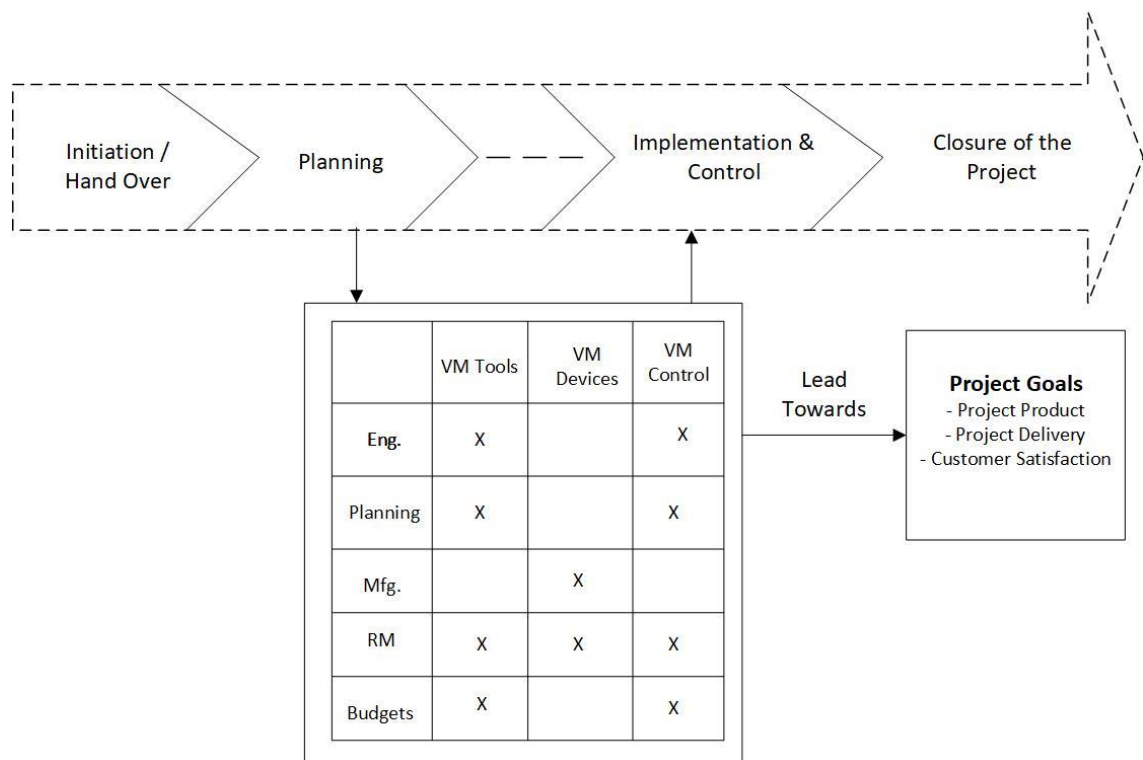 Initiation /
Hand Over
Planning
Implementation &
Control
Closure of the
Project
VM Tools
VM
Devices
VM
Control
Eng.
X
X
Planning
X
X
Mfg.
X
RM
X
X
X
Budgets
X
X
Lead
Towards
Project Goals
- Project Product
- Project Delivery
- Customer Satisfaction